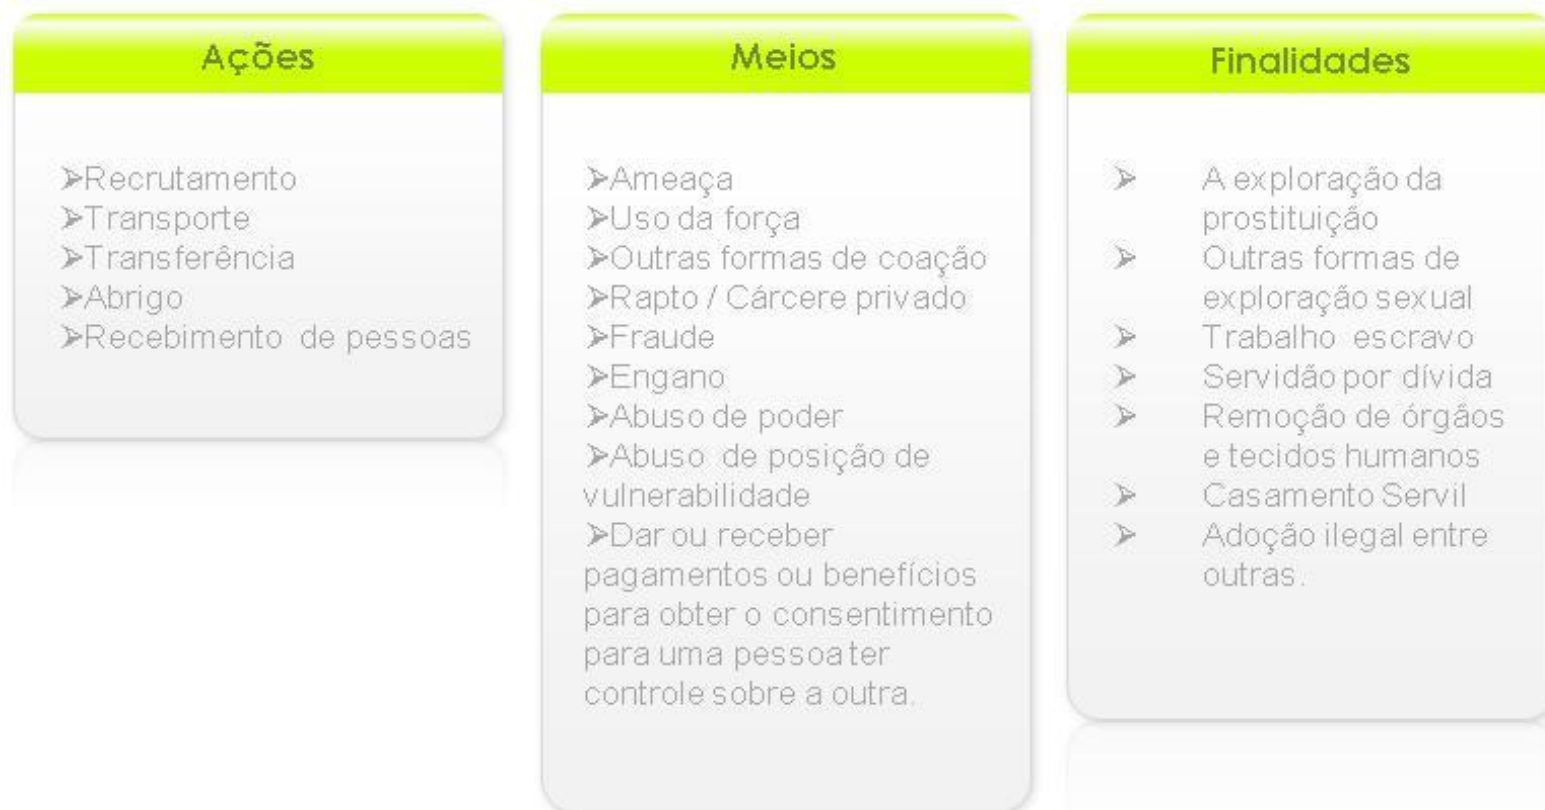 Ações
➢Recrutamento
➢Transporte
➢Transferência
➢Abrigo
➢Recebimento de pessoas
Meios
➢Ameaça
➢Uso da força
➢Outras formas de coação
➢Rapto / Cárcere privado
➢Fraude
➢Engano
➢Abuso de poder
➢Abuso de posição de
vulnerabilidade
➢Dar ou receber
pagamentos ou benefícios
para obter o consentimento
para uma pessoa ter
controle sobre a outra.
Finalidades
➢ A exploração da
prostituição
➢ Outras formas de
exploração sexual
➢ Trabalho escravo
➢ Servidão por dívida
➢ Remoção de órgãos
e tecidos humanos
➢ Casamento Servil
➢ Adoção ilegal entre
outras.